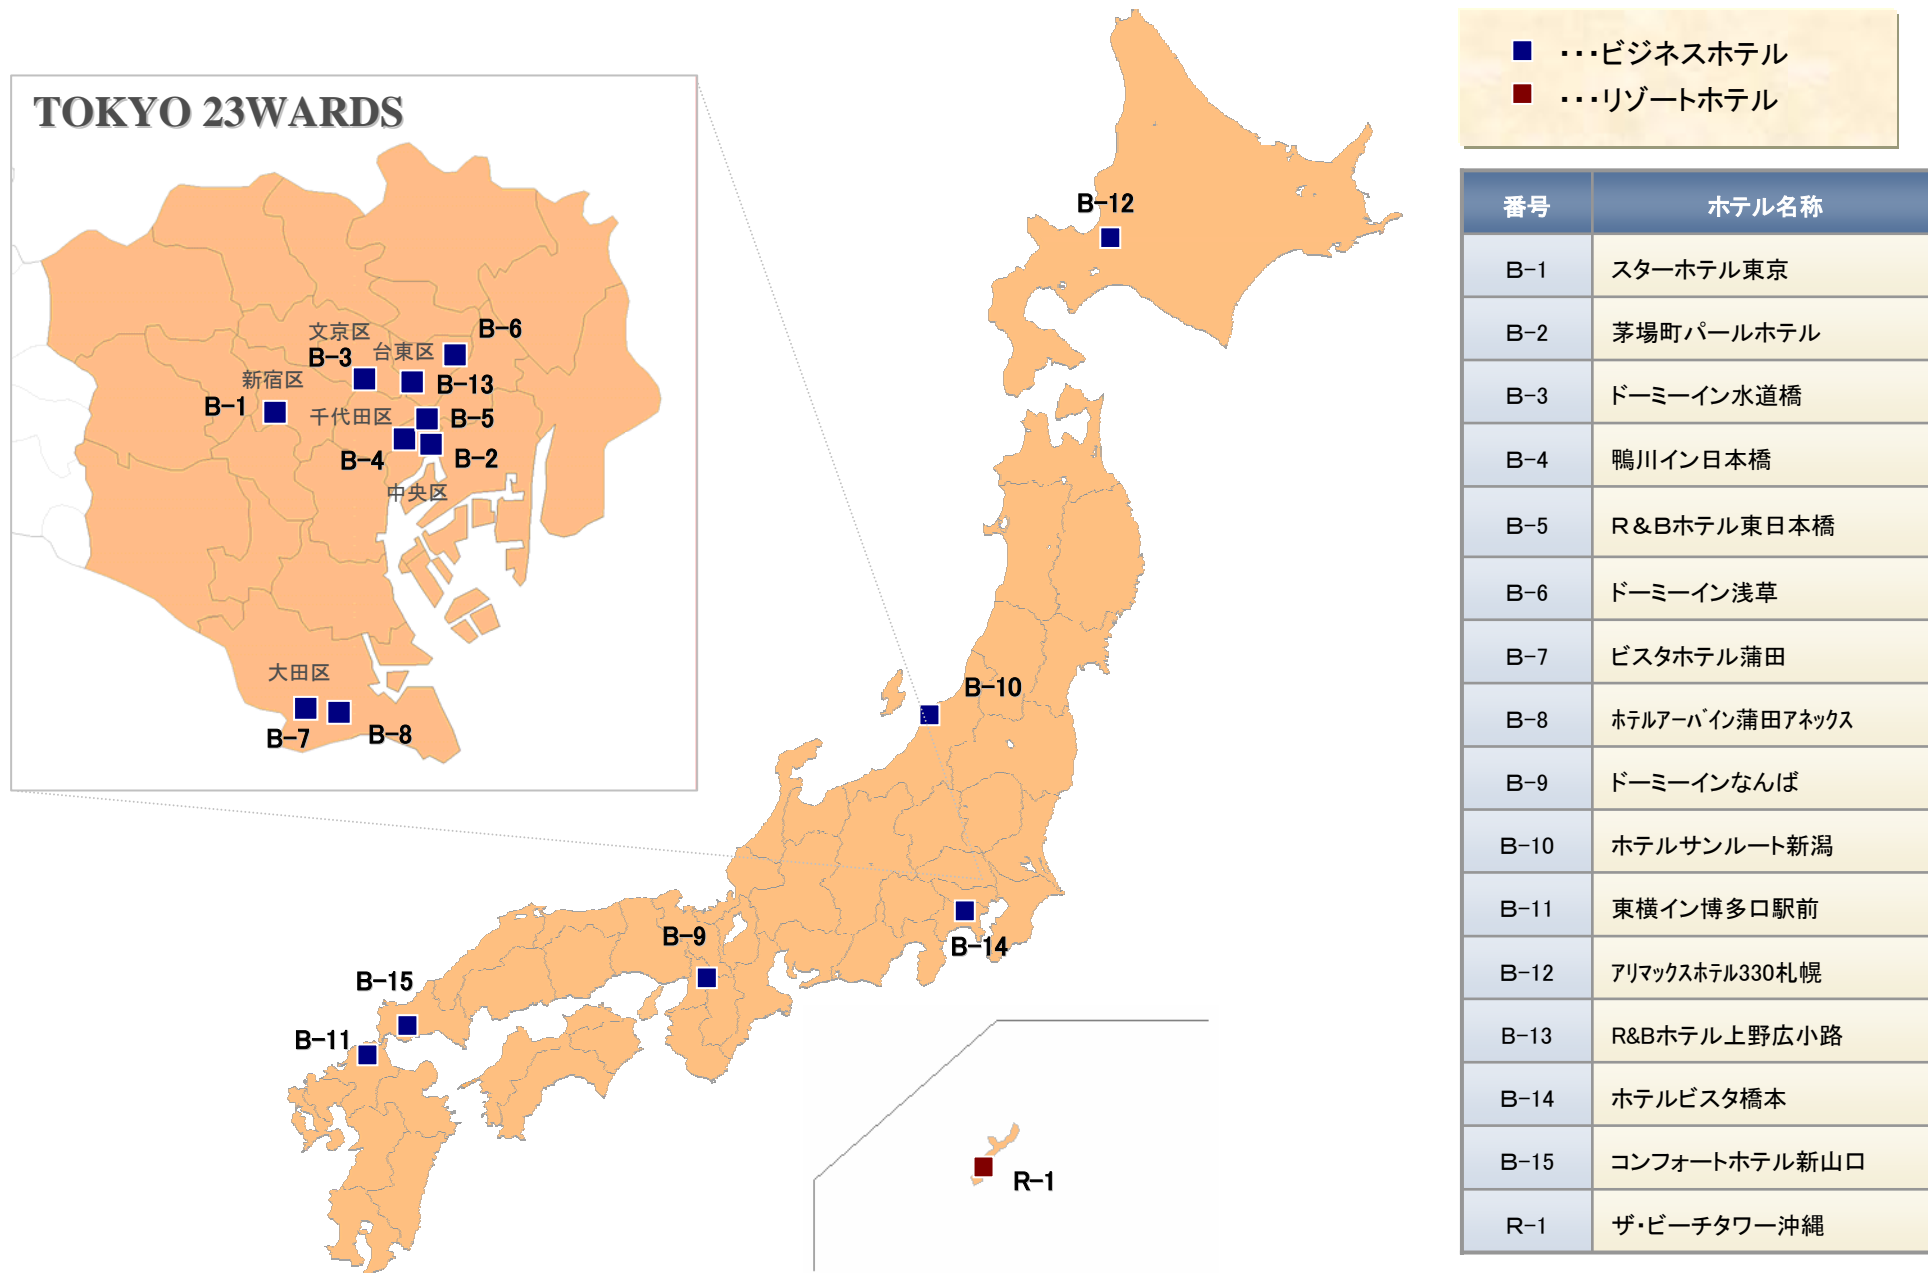 TOKYO 23WARDS
文京区
B-6
B-3
台東区
新宿区
B-13
B-1
千代田区
B-5
B-4
B-2
中央区
大田区
B-7
B-8
B-12
B-10
B-14
B-9
B-15
B-11
R-1
・・・ビジネスホテル
・・・リゾートホテル
番号 ホテル名称
B-1 スターホテル東京
B-2 茅場町パールホテル
B-3 ドーミーイン水道橋
B-4 鴨川イン日本橋
B-5 R&Bホテル東日本橋
B-6 ドーミーイン浅草
B-7 ビスタホテル蒲田
B-8 ホテルアーバイン蒲田アネックス
B-9 ドーミーインなんば
B-10 ホテルサンルート新潟
B-11 東横イン博多口駅前
B-12 アリマックスホテル330札幌
B-13 R&Bホテル上野広小路
B-14 ホテルビスタ橋本
B-15 コンフォートホテル新山口
R-1 ザ・ビーチタワー沖縄